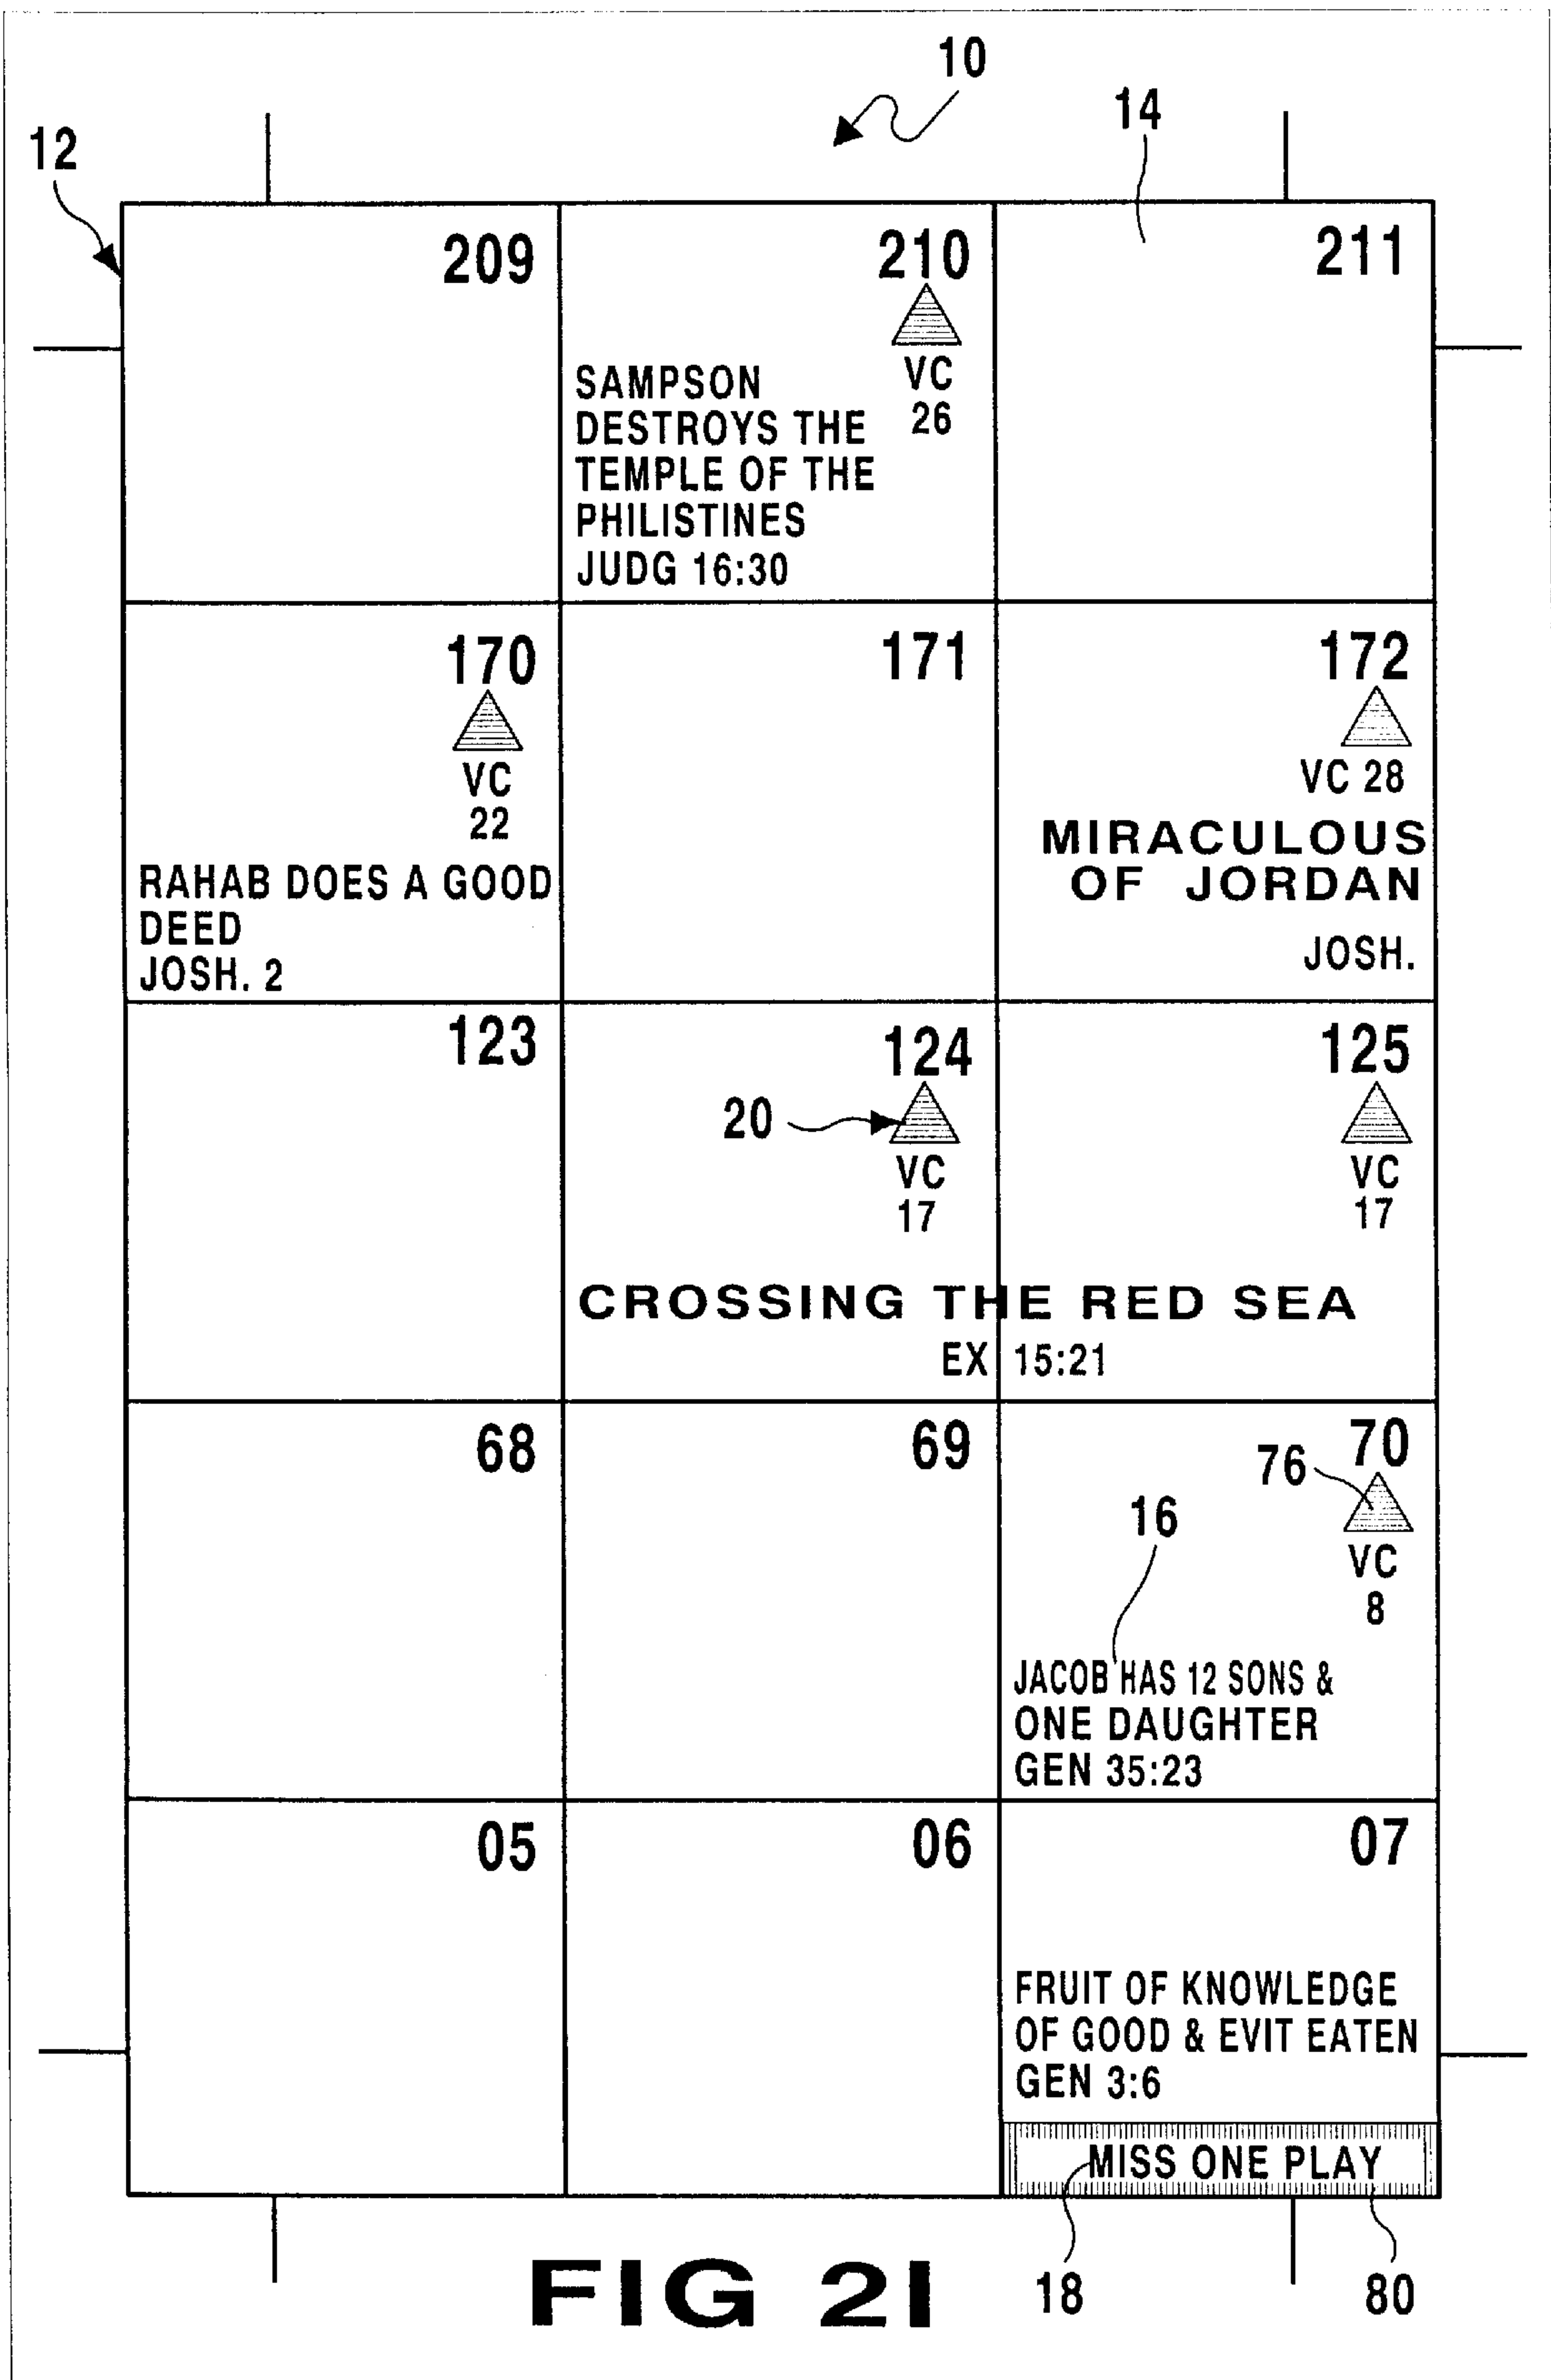 10
14
12
209
210
211
VC
26
SAMPSON
DESTROYS THE
TEMPLE OF THE
PHILISTINES
JUDG 16:30
170
171
172
VC
22
VC 28
RAHAB DOES A GOOD
DEED
JOSH. 2
MIRACULOUS
OF JORDAN
JOSH.
123
124
125
20
VC
17
VC
17
CROSSING THE RED SEA
EX 15:21
68
69
70
76
16
VC
8
JACOB HAS 12 SONS &
ONE DAUGHTER
GEN 35:23
05
06
07
FRUIT OF KNOWLEDGE
OF GOOD & EVIT EATEN
GEN 3:6
MISS ONE PLAY
18
80
FIG 2I